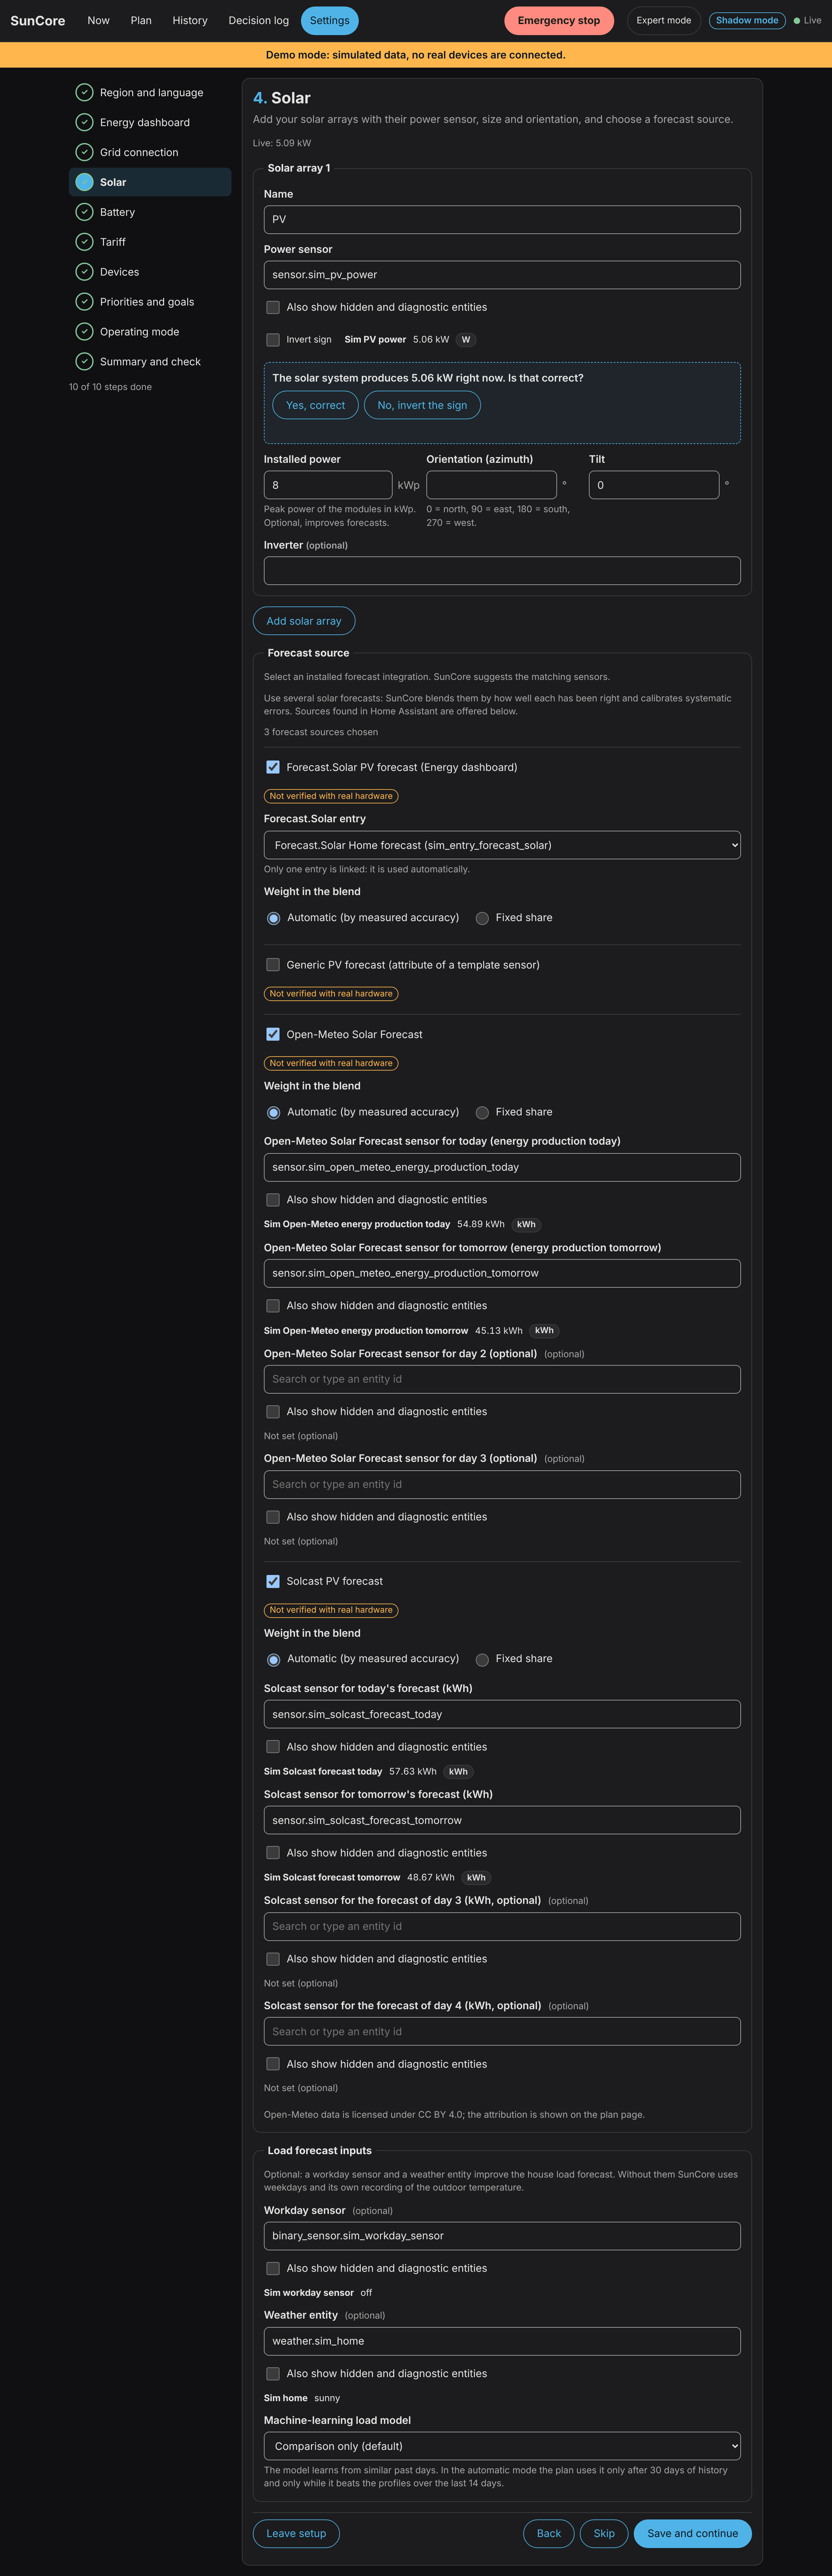 SunCore
Now
Plan
History
Decision log
Settings
Emergency stop
Expert mode
Shadow mode
Live
Demo mode: simulated data, no real devices are connected.
Region and language
Energy dashboard
Grid connection
Solar
Battery
Tariff
Devices
Priorities and goals
Operating mode
Summary and check
10 of 10 steps done
4. Solar
Add your solar arrays with their power sensor, size and orientation, and choose a forecast source.
Live: 5.09 kW
Solar array 1
Name
PV
Power sensor
sensor.sim_pv_power
Also show hidden and diagnostic entities
Invert sign Sim PV power 5.06 kW W
The solar system produces 5.06 kW right now. Is that correct?
Yes, correct
No, invert the sign
Installed power
8 kWp
Peak power of the modules in kWp.
Optional, improves forecasts.
Orientation (azimuth)
°
0 = north, 90 = east, 180 = south,
270 = west.
Tilt
0 °
Inverter (optional)
Add solar array
Forecast source
Select an installed forecast integration. SunCore suggests the matching sensors.
Use several solar forecasts: SunCore blends them by how well each has been right and calibrates systematic
errors. Sources found in Home Assistant are offered below.
3 forecast sources chosen
Forecast.Solar PV forecast (Energy dashboard)
Not verified with real hardware
Forecast.Solar entry
Forecast.Solar Home forecast (sim_entry_forecast_solar)
Only one entry is linked: it is used automatically.
Weight in the blend
Automatic (by measured accuracy) Fixed share
Generic PV forecast (attribute of a template sensor)
Not verified with real hardware
Open-Meteo Solar Forecast
Not verified with real hardware
Weight in the blend
Automatic (by measured accuracy) Fixed share
Open-Meteo Solar Forecast sensor for today (energy production today)
sensor.sim_open_meteo_energy_production_today
Also show hidden and diagnostic entities
Sim Open-Meteo energy production today 54.89 kWh kWh
Open-Meteo Solar Forecast sensor for tomorrow (energy production tomorrow)
sensor.sim_open_meteo_energy_production_tomorrow
Also show hidden and diagnostic entities
Sim Open-Meteo energy production tomorrow 45.13 kWh kWh
Open-Meteo Solar Forecast sensor for day 2 (optional) (optional)
Search or type an entity id
Also show hidden and diagnostic entities
Not set (optional)
Open-Meteo Solar Forecast sensor for day 3 (optional) (optional)
Search or type an entity id
Also show hidden and diagnostic entities
Not set (optional)
Solcast PV forecast
Not verified with real hardware
Weight in the blend
Automatic (by measured accuracy) Fixed share
Solcast sensor for today's forecast (kWh)
sensor.sim_solcast_forecast_today
Also show hidden and diagnostic entities
Sim Solcast forecast today 57.63 kWh kWh
Solcast sensor for tomorrow's forecast (kWh)
sensor.sim_solcast_forecast_tomorrow
Also show hidden and diagnostic entities
Sim Solcast forecast tomorrow 48.67 kWh kWh
Solcast sensor for the forecast of day 3 (kWh, optional) (optional)
Search or type an entity id
Also show hidden and diagnostic entities
Not set (optional)
Solcast sensor for the forecast of day 4 (kWh, optional) (optional)
Search or type an entity id
Also show hidden and diagnostic entities
Not set (optional)
Open-Meteo data is licensed under CC BY 4.0; the attribution is shown on the plan page.
Load forecast inputs
Optional: a workday sensor and a weather entity improve the house load forecast. Without them SunCore uses
weekdays and its own recording of the outdoor temperature.
Workday sensor (optional)
binary_sensor.sim_workday_sensor
Also show hidden and diagnostic entities
Sim workday sensor off
Weather entity (optional)
weather.sim_home
Also show hidden and diagnostic entities
Sim home sunny
Machine-learning load model
Comparison only (default)
The model learns from similar past days. In the automatic mode the plan uses it only after 30 days of history
and only while it beats the profiles over the last 14 days.
Leave setup
Back
Skip
Save and continue